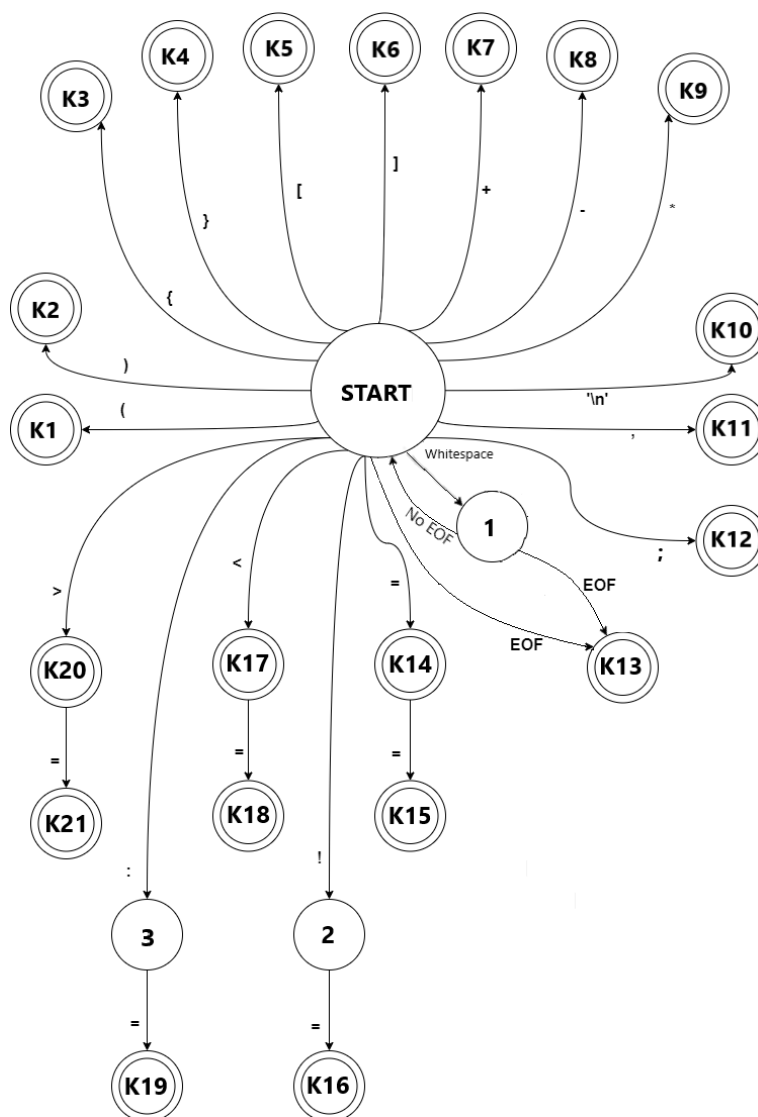 K5
K6
K7
K4
K8
K3
K9
[
]
+
}
-
*
{
K2
K10
)
START
'\n'
(
K1
,
K11
Whitespace
No EOF
1
K12
;
>
<
=
EOF
EOF
K20
K17
K14
K13
=
=
=
K21
K18
K15
:
!
3
2
=
=
K19
K16